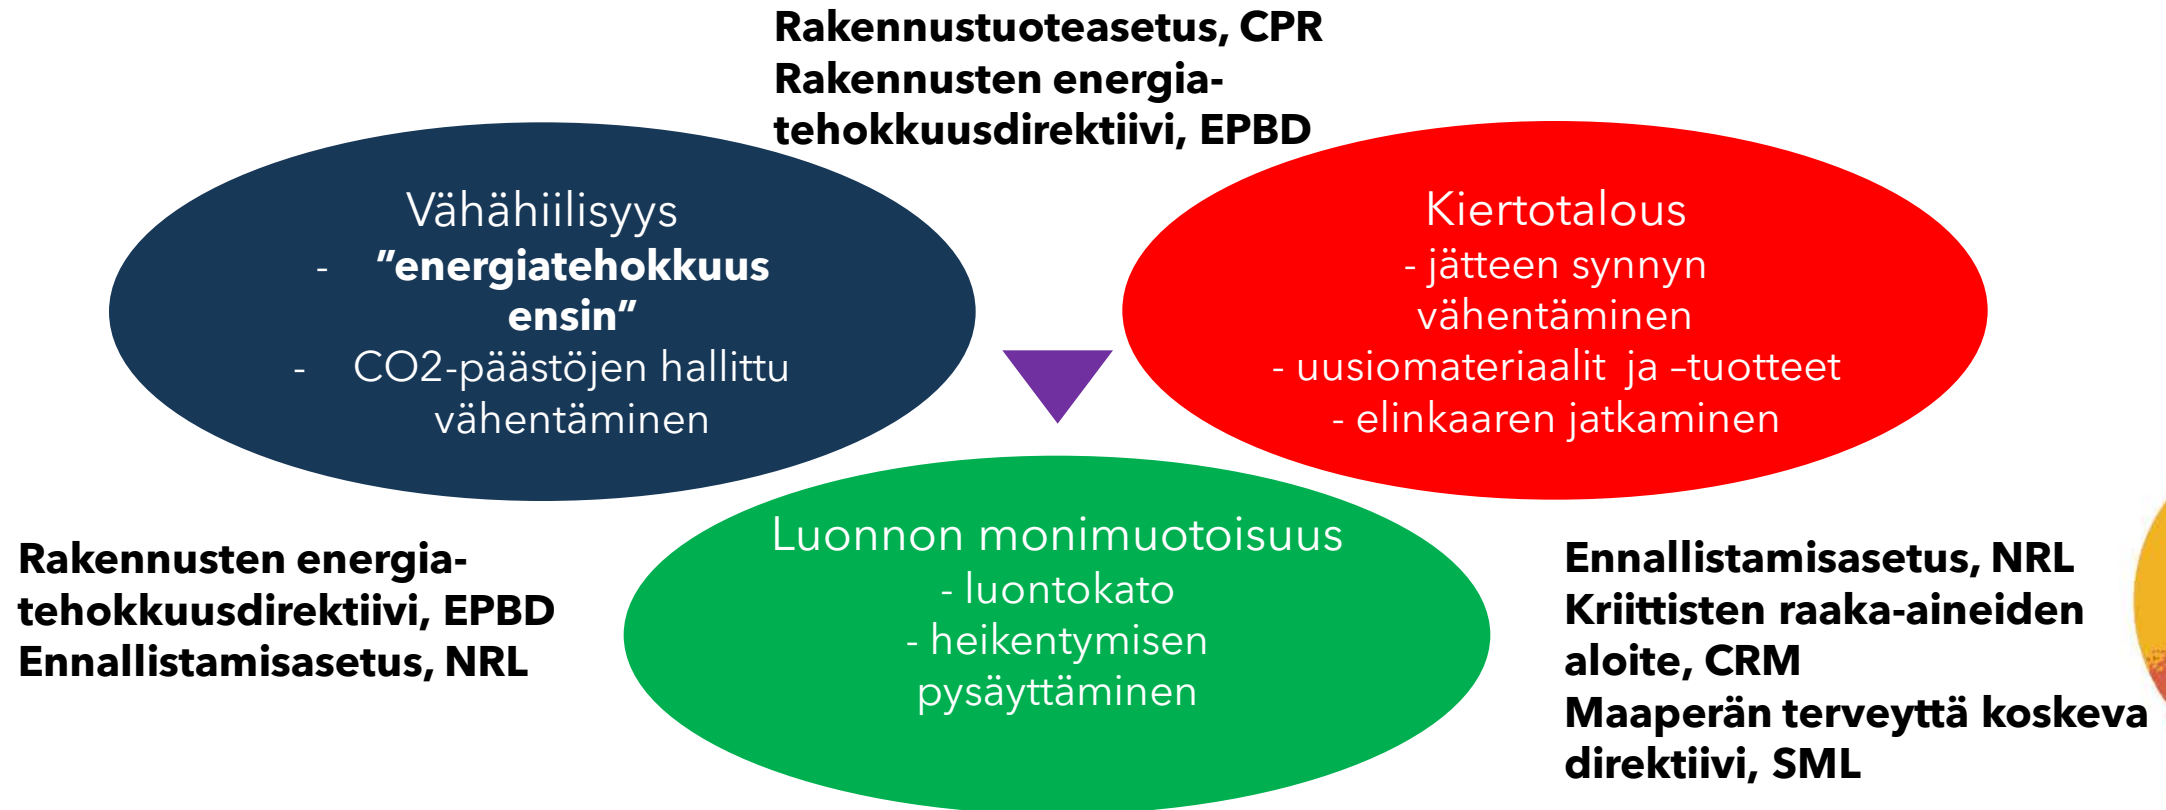 Rakennustuoteasetus, CPR
Rakennusten energia-
tehokkuusdirektiivi, EPBD
Vähähiilisyys
- ”energiatehokkuus
ensin”
- CO2-päästöjen hallittu
vähentäminen
Kiertotalous
- jätteen synnyn
vähentäminen
- uusiomateriaalit ja –tuotteet
- elinkaaren jatkaminen
Luonnon monimuotoisuus
- luontokato
- heikentymisen
pysäyttäminen
Rakennusten energia-
tehokkuusdirektiivi, EPBD
Ennallistamisasetus, NRL
Ennallistamisasetus, NRL
Kriittisten raaka-aineiden
aloite, CRM
Maaperän terveyttä koskeva
direktiivi, SML